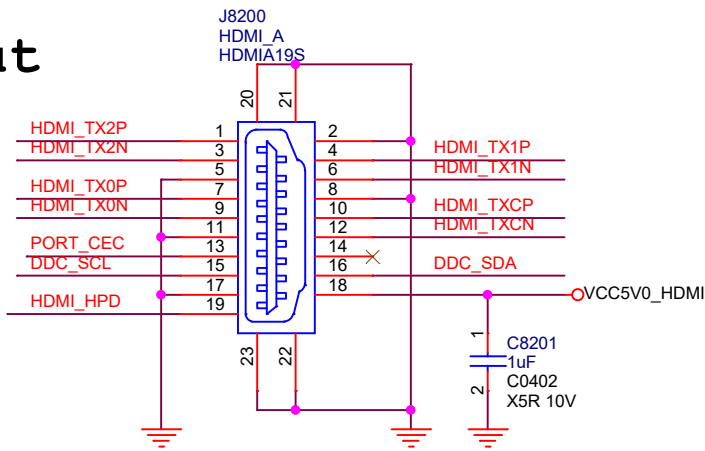 J8200
HDMI_A
HDMIA19S
ut
20
21
HDMI_TX2P
1
2
HDMI_TX2N
3
4
HDMI_TX1P
5
6
HDMI_TX1N
HDMI_TX0P
7
8
HDMI_TX0N
9
10
HDMI_TXCP
11
12
HDMI_TXCN
PORT_CEC
13
14
DDC_SCL
15
16
DDC_SDA
17
18
VCC5V0_HDMI
HDMI_HPD
19
23
22
1
C8201
1uF
2
C0402
X5R 10V